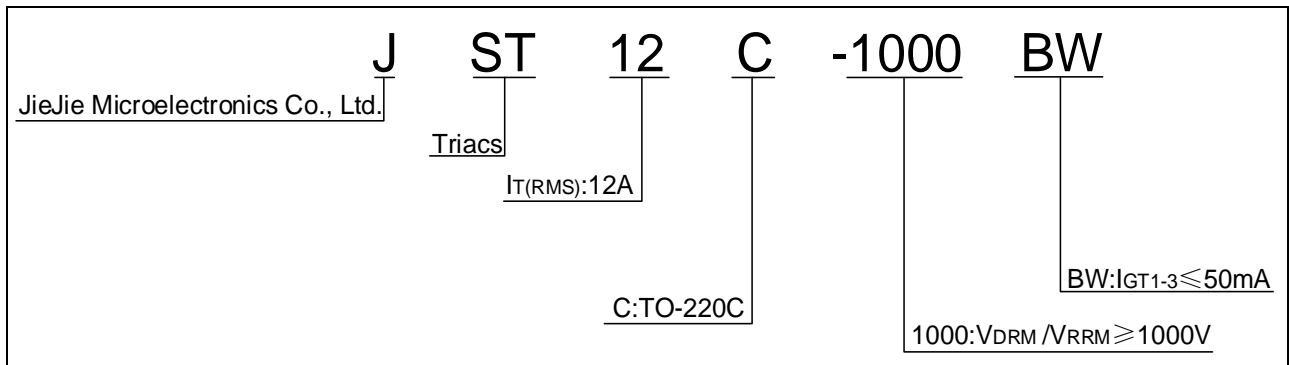 J ST 12 C -1000 BW
JieJie Microelectronics Co., Ltd.
Triacs
IT(RMS):12A
BW:IGT1-3≤50mA
C:TO-220C
1000:VDRM /VRRM≥1000V